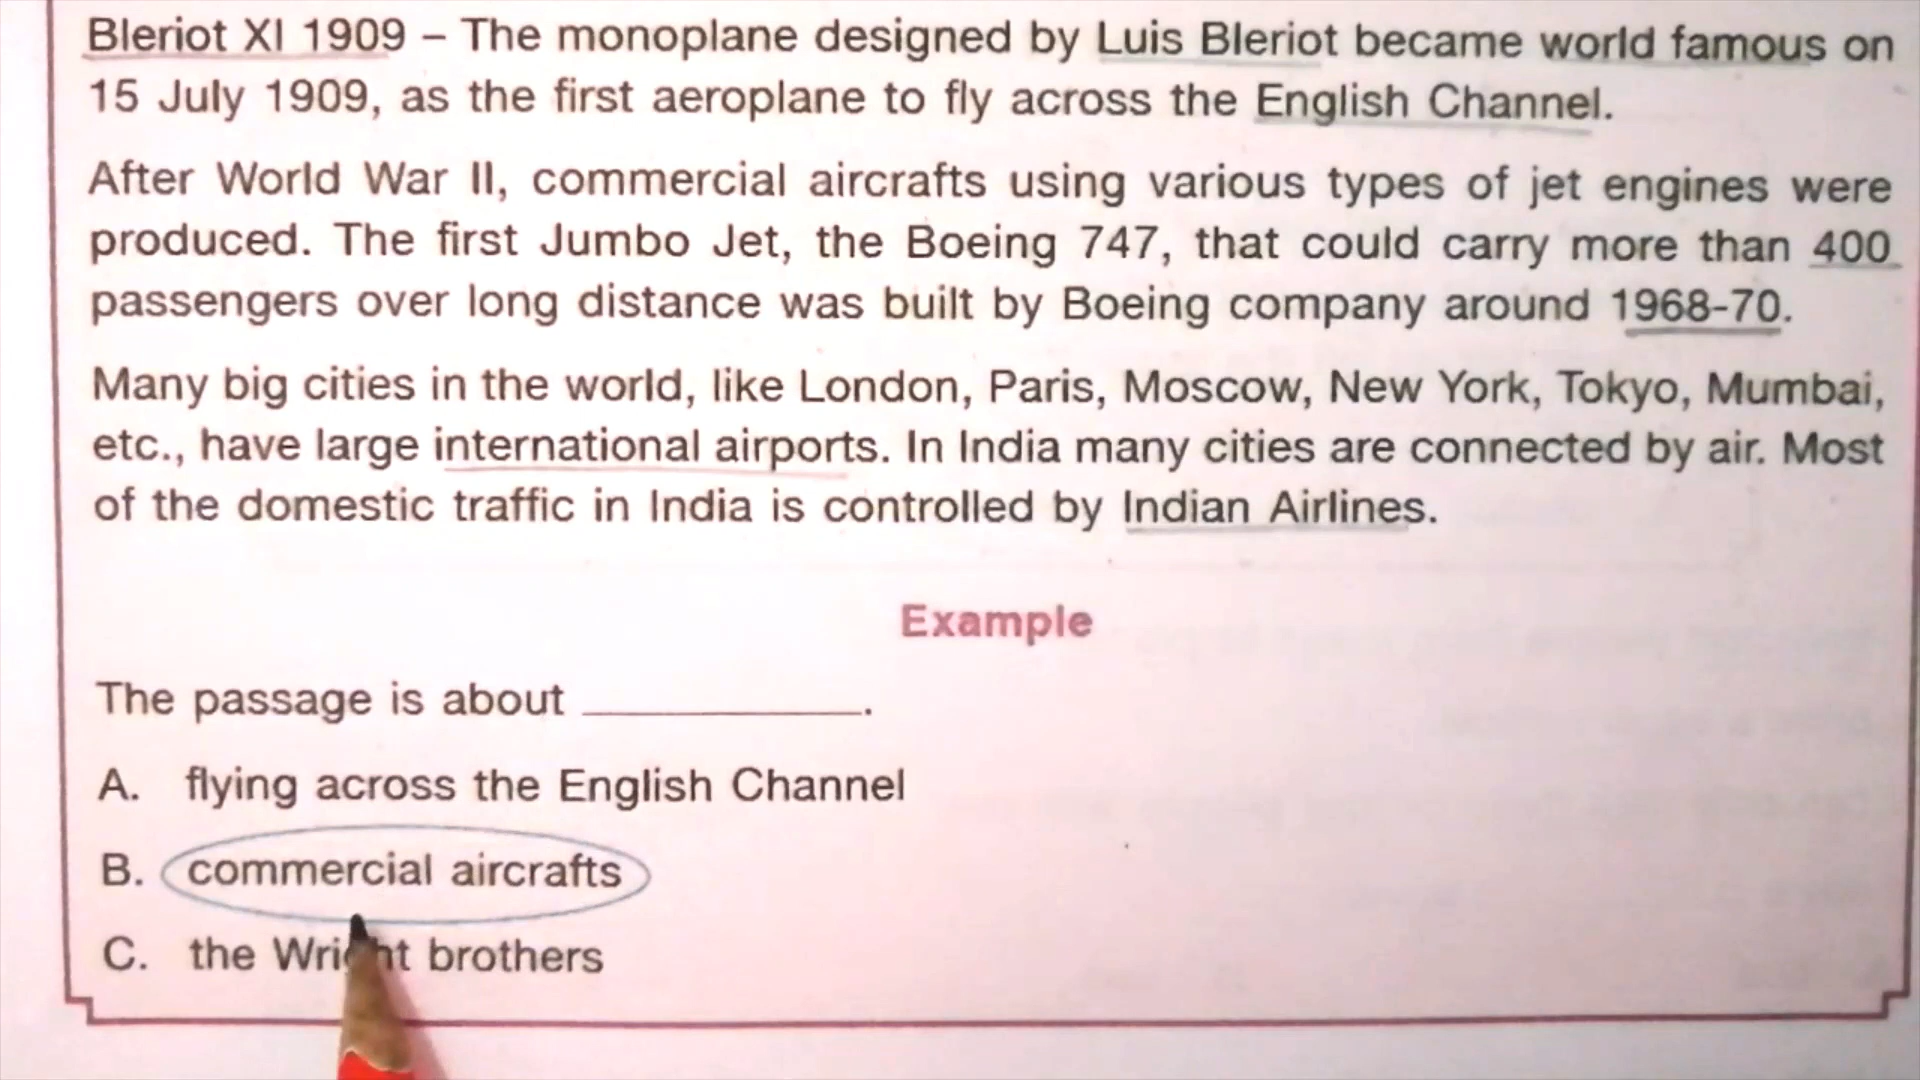 Bleriot XI 1909 – The monoplane designed by Luis Bleriot became world famous on
15 July 1909, as the first aeroplane to fly across the English Channel.
After World War II, commercial aircrafts using various types of jet engines were
produced. The first Jumbo Jet, the Boeing 747, that could carry more than 400
passengers over long distance was built by Boeing company around 1968-70.
Many big cities in the world, like London, Paris, Moscow, New York, Tokyo, Mumbai,
etc., have large international airports. In India many cities are connected by air. Most
of the domestic traffic in India is controlled by Indian Airlines.
Example
The passage is about ____________.
A. flying across the English Channel
B. commercial aircrafts
C. the Wright brothers